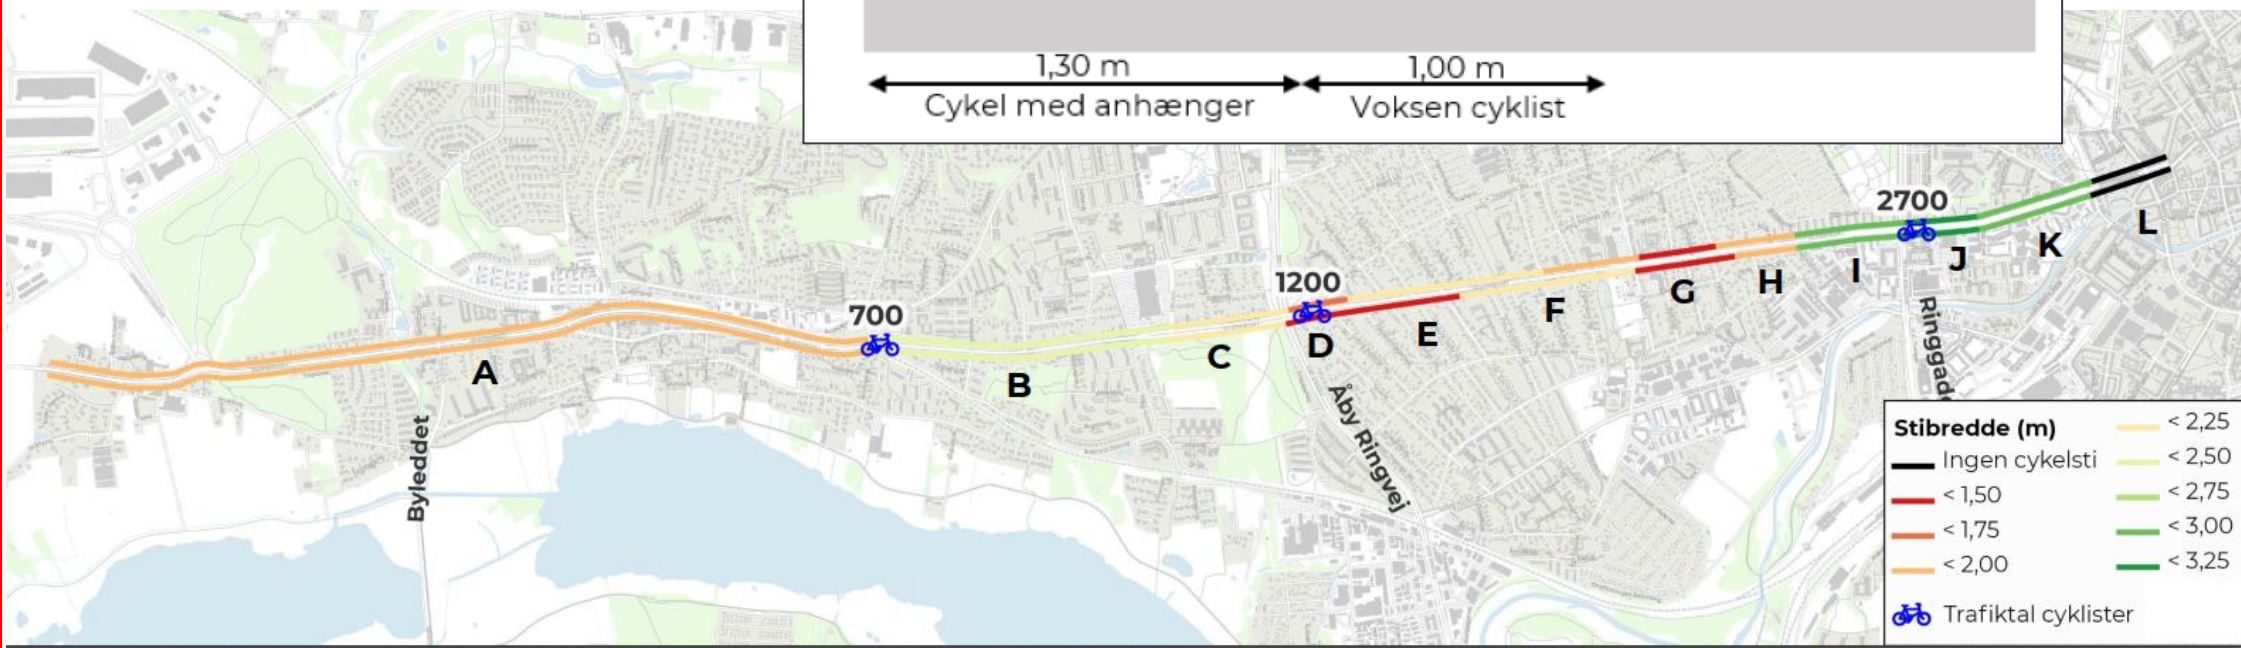 1,30 m
1,00 m
Cykel med anhænger
Voksen cyklist
2700
L
K
J
I
H
G
1200
F
E
D
700
C
B
A
Byleddet
Åby Ringvej
Stibredde (m)
Ingen cykelsti
< 1,50
< 1,75
< 2,00
< 2,25
< 2,50
< 2,75
< 3,00
< 3,25
Trafiktal cyklister